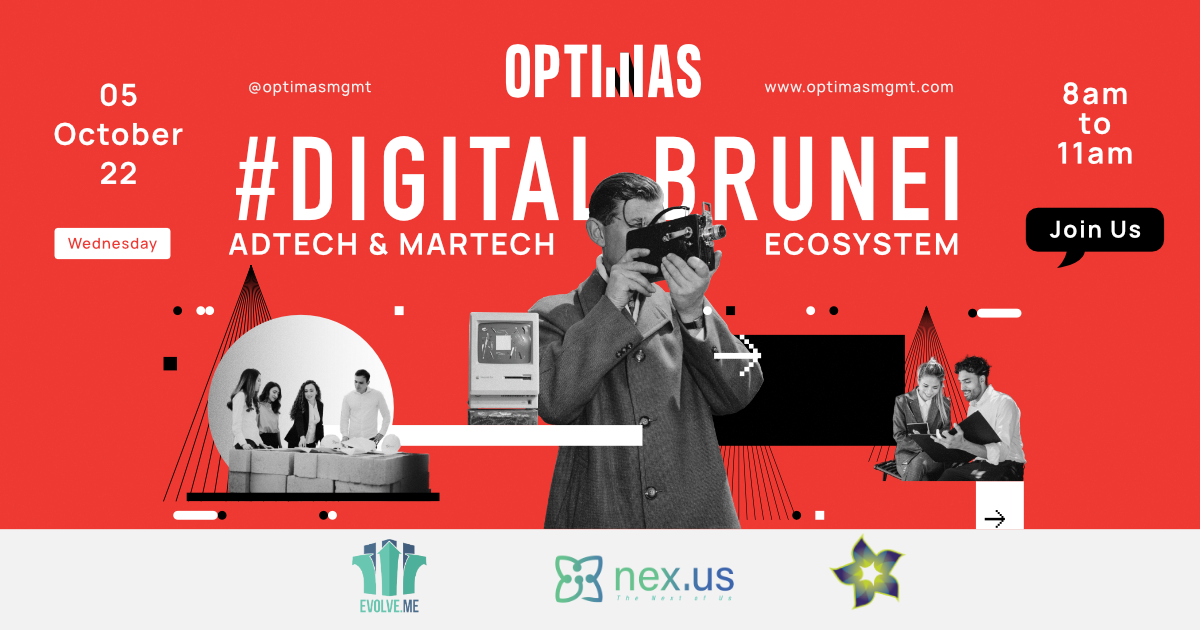 OPTIMAS
@optimasmgmt
www.optimasmgmt.com
05
October
22
Wednesday
8am
to
11am
Join Us
#DIGITAL BRUNEI
ADTECH & MARTECH ECOSYSTEM
EVOLVE.ME
nex.us
The Next of Us